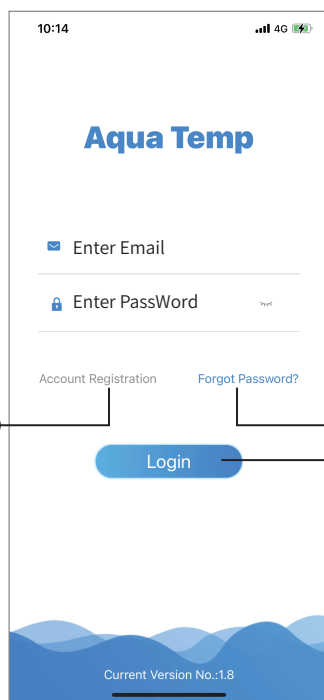 10:14 4G
Aqua Temp
Enter Email
Enter PassWord
Account Registration Forgot Password?
Login
Current Version No.:1.8